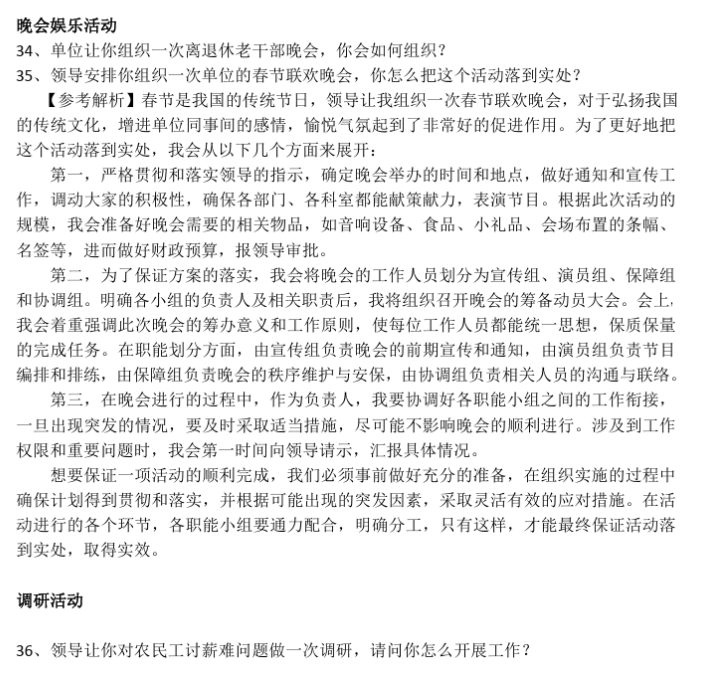 晚会娱乐活动
34、单位让你组织一次离退休老干部晚会，你会如何组织？
35、领导安排你组织一次单位的春节联欢晚会，你怎么把这个活动落到实处？
【参考解析】春节是我国的传统节日，领导让我组织一次春节联欢晚会，对于弘扬我国
的传统文化，增进单位同事间的感情，愉悦气氛起到了非常好的促进作用。为了更好地把
这个活动落到实处，我会从以下几个方面来展开：
第一，严格贯彻和落实领导的指示，确定晚会举办的时间和地点，做好通知和宣传工
作，调动大家的积极性，确保各部门、各科室都能献策献力，表演节目。根据此次活动的
规模，我会准备好晚会需要的相关物品，如音响设备、食品、小礼品、会场布置的条幅、
名签等，进而做好财政预算，报领导审批。
第二，为了保证方案的落实，我会将晚会的工作人员划分为宣传组、演员组、保障组
和协调组。明确各小组的负责人及相关职责后，我将组织召开晚会的筹备动员大会。会上，
我会着重强调此次晚会的筹办意义和工作原则，使每位工作人员都能统一思想，保质保量
的完成任务。在职能划分方面，由宣传组负责晚会的前期宣传和通知，由演员组负责节目
编排和排练，由保障组负责晚会的秩序维护与安保，由协调组负责相关人员的沟通与联络。
第三，在晚会进行的过程中，作为负责人，我要协调好各职能小组之间的工作衔接，
一旦出现突发的情况，要及时采取适当措施，尽可能不影响晚会的顺利进行。涉及到工作
权限和重要问题时，我会第一时间向领导请示，汇报具体情况。
想要保证一项活动的顺利完成，我们必须事前做好充分的准备，在组织实施的过程中
确保计划得到贯彻和落实，并根据可能出现的突发因素，采取灵活有效的应对措施。在活
动进行的各个环节，各职能小组要通力配合，明确分工，只有这样，才能最终保证活动落
到实处，取得实效。
调研活动
36、领导让你对农民工讨薪难问题做一次调研，请问你怎么开展工作？